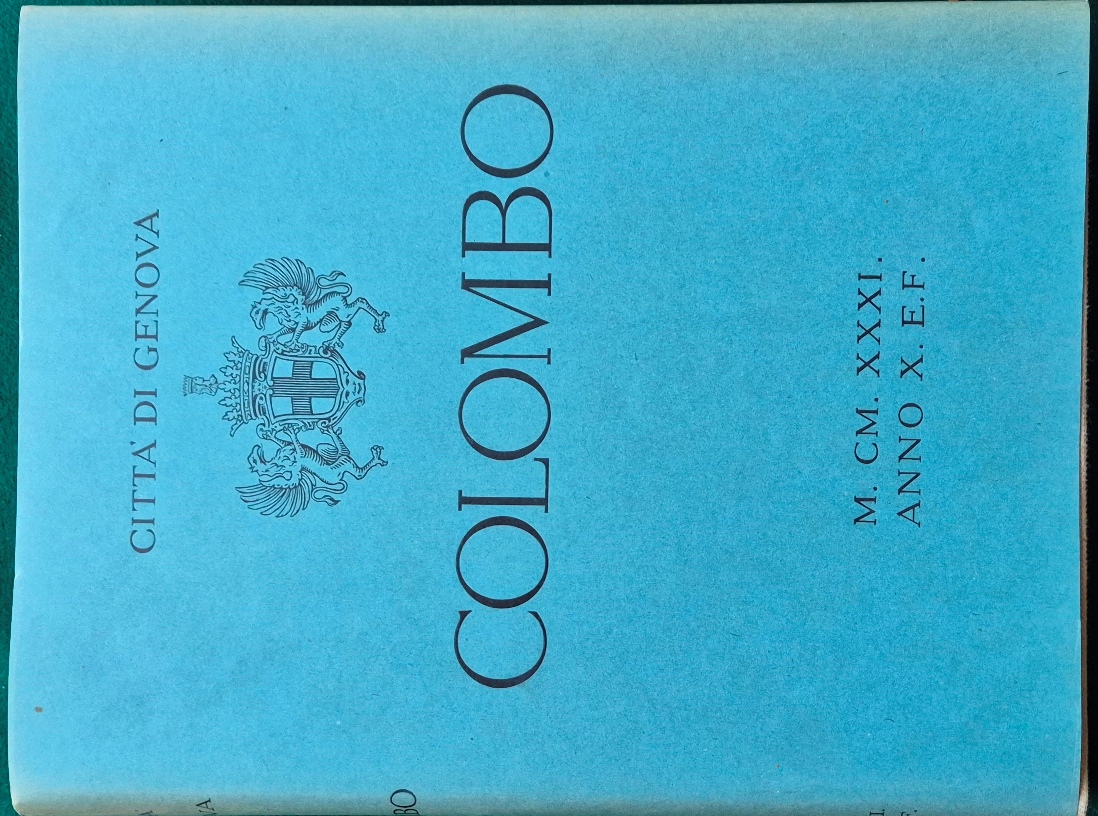 CITTA' DI GENOVA
COLOMBO
M. CM. XXXI.
ANNO X. E.F.